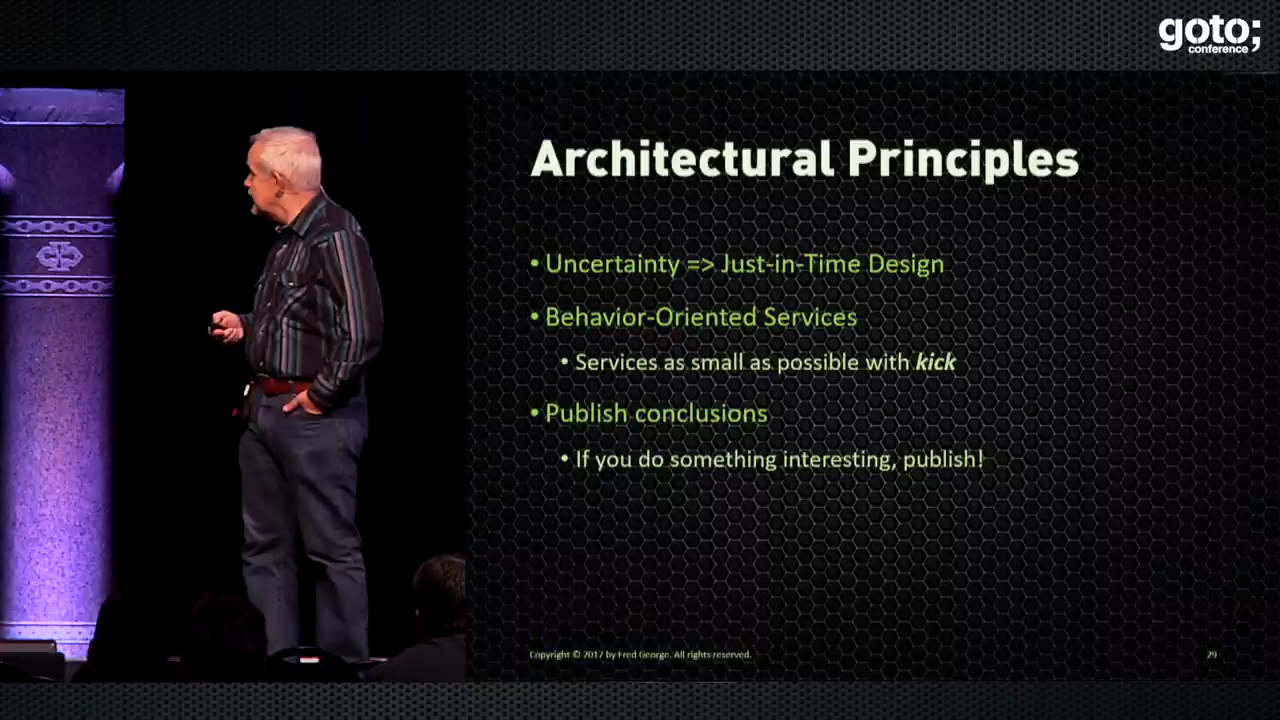 goto;
conference
Architectural Principles
• Uncertainty => Just-in-Time Design
• Behavior-Oriented Services
• Services as small as possible with kick
• Publish conclusions
• If you do something interesting, publish!
Copyright © 2017 by Fred George. All rights reserved.
29